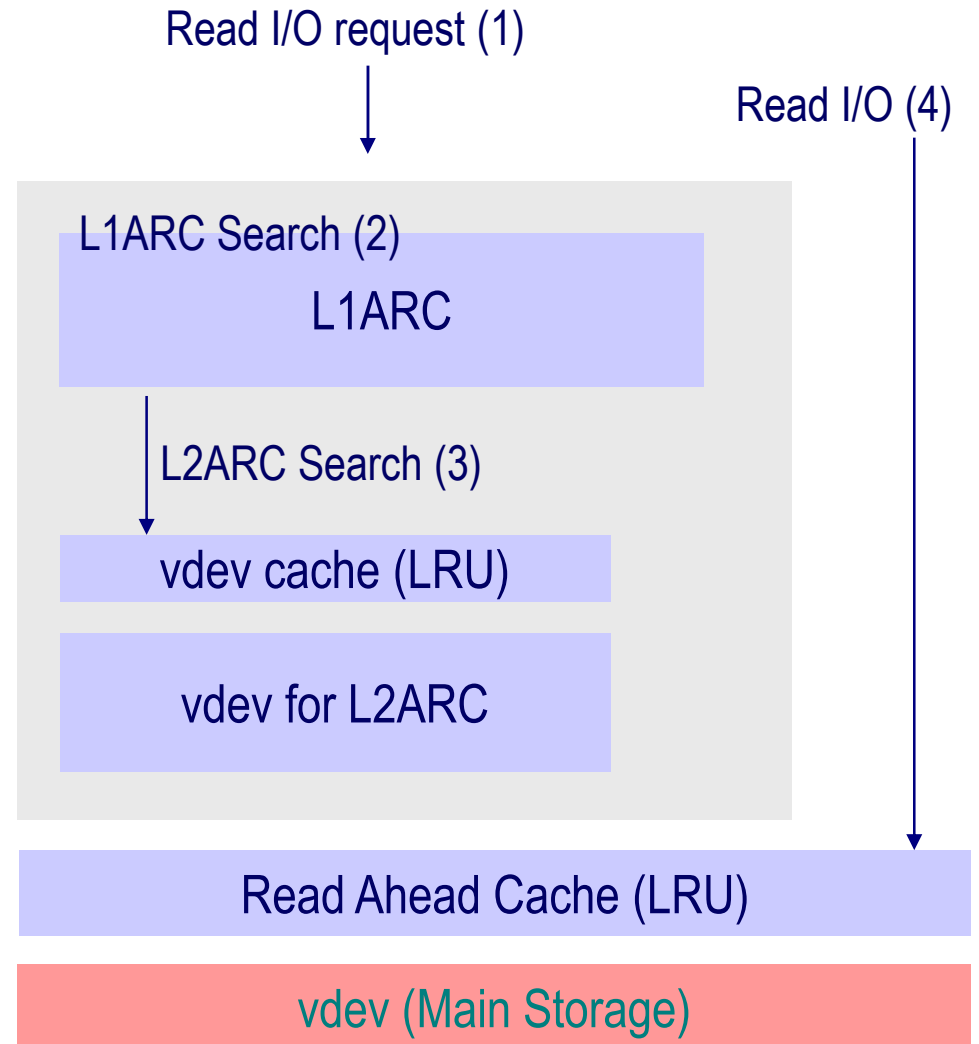 Read I/O request (1)
Read I/O (4)
L1ARC Search (2)
L1ARC
L2ARC Search (3)
vdev cache (LRU)
vdev for L2ARC
Read Ahead Cache (LRU)
vdev (Main Storage)